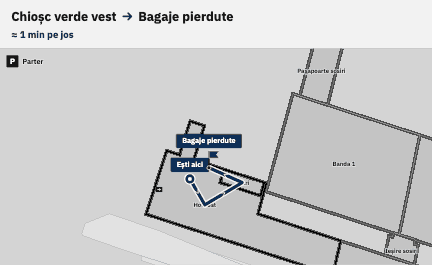 Chioșc verde vest → Bagaje pierdute
≈ 1 min pe jos
P Parter
Pașapoarte sosiri
Bagaje pierdute
Ești aici
Banda 1
Ieșire sosiri